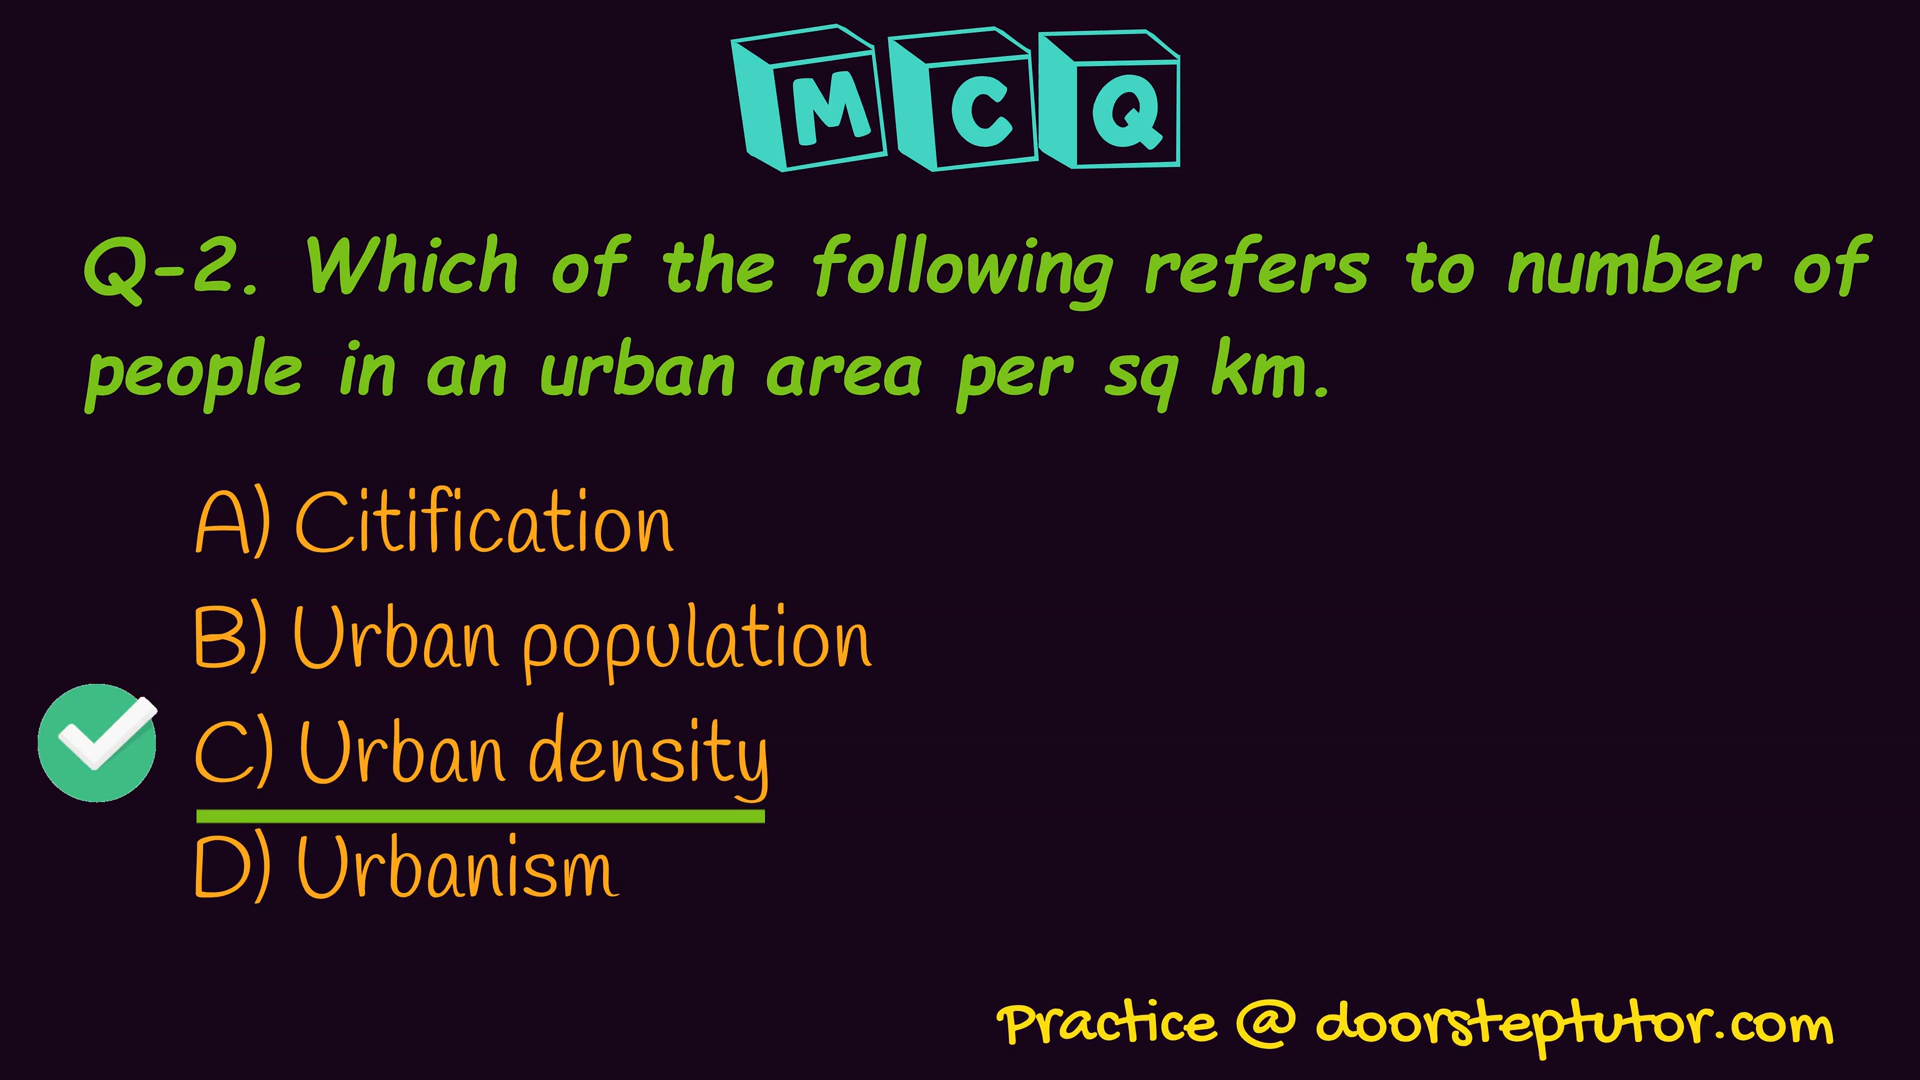 MCQ
Q-2. Which of the following refers to number of
people in an urban area per sq km.
A) Citification
B) Urban population
C) Urban density
D) Urbanism
Practice @ doorsteptutor.com